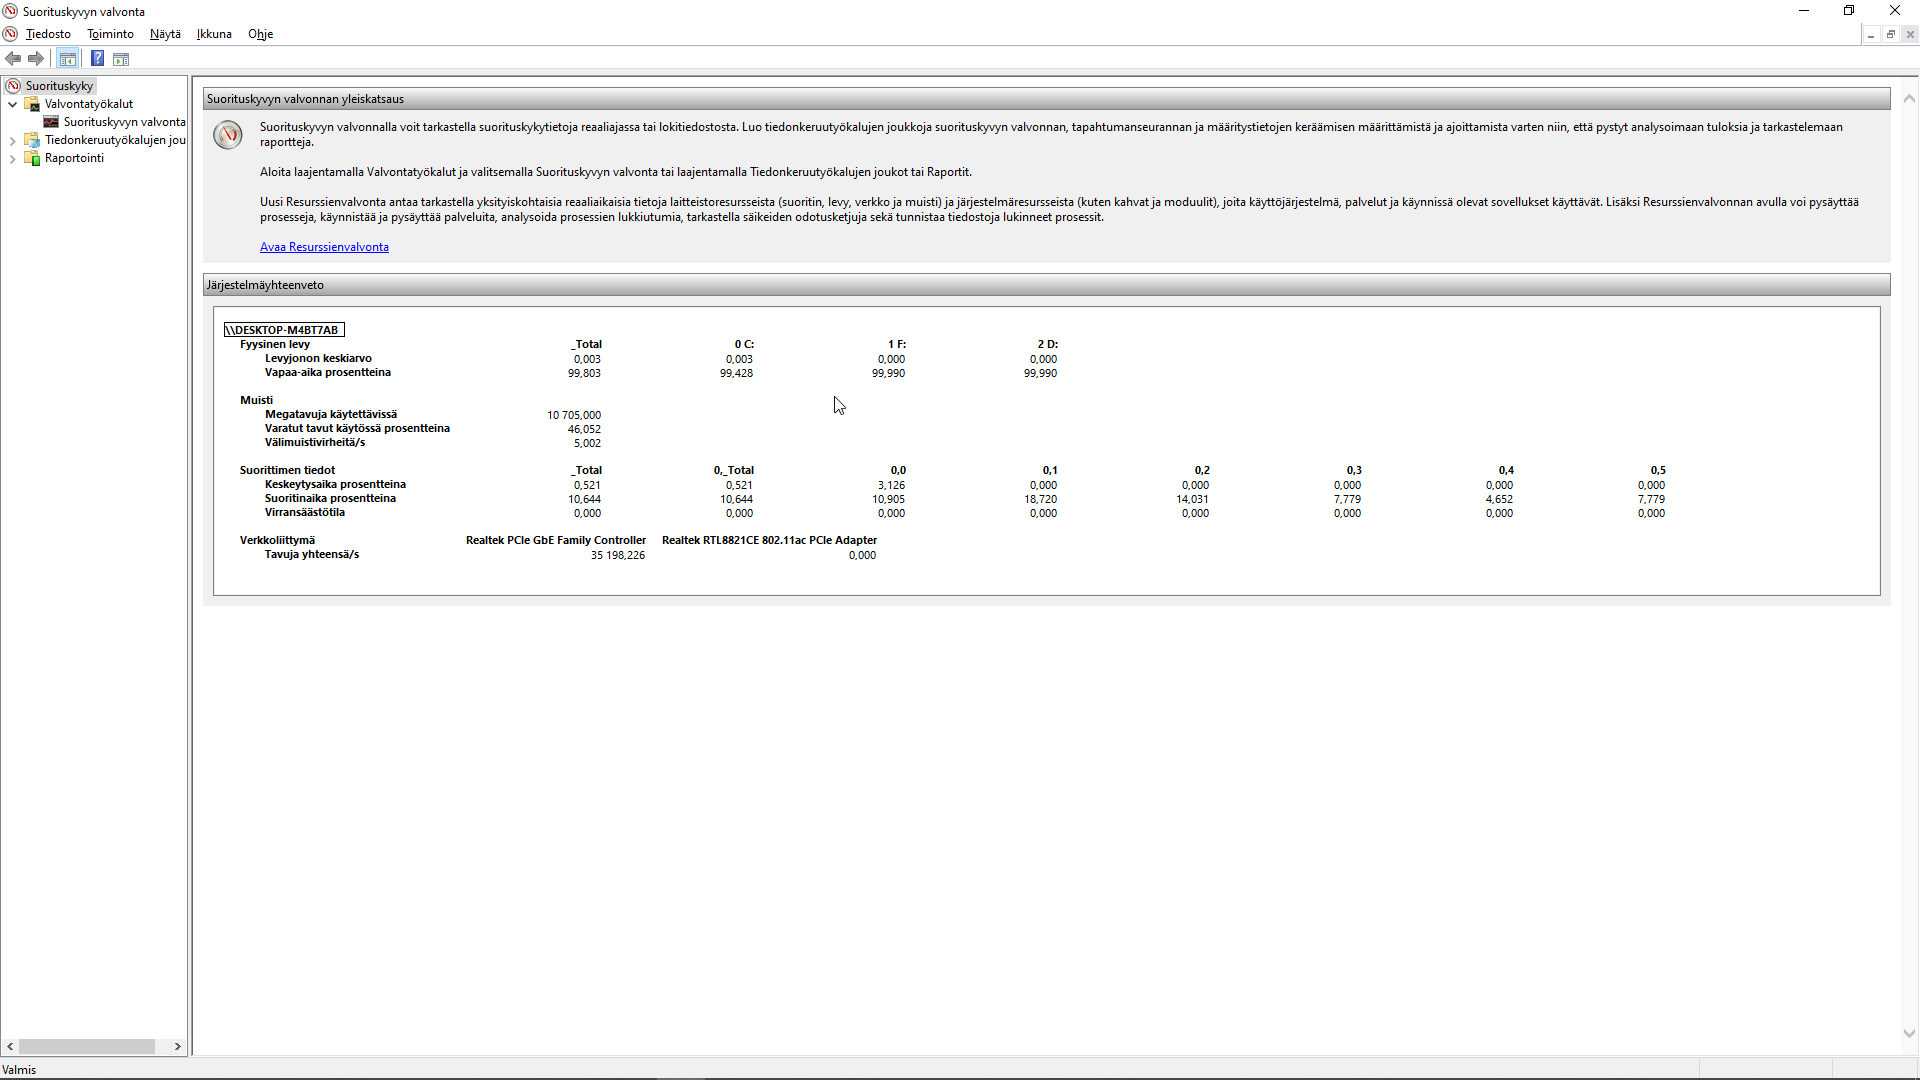 Suorituskyvyn valvonta
Tiedosto Toiminto Näytä Ikkuna Ohje
Suorituskyky
Valvontatyökalut
Suorituskyvyn valvonta
Tiedonkeruutyökalujen jou
Raportointi
Suorituskyvyn valvonnan yleiskatsaus
Suorituskyvyn valvonnalla voit tarkastella suorituskykytietoja reaaliajassa tai lokitiedostosta. Luo tiedonkeruutyökalujen joukkoja suorituskyvyn valvonnan, tapahtumanseurannan ja määritystietojen keräämisen määrittämistä ja ajoittamista varten niin, että pystyt analysoimaan tuloksia ja tarkastelemaan
raportteja.
Aloita laajentamalla Valvontatyökalut ja valitsemalla Suorituskyvyn valvonta tai laajentamalla Tiedonkeruutyökalujen joukot tai Raportit.
Uusi Resurssienvalvonta antaa tarkastella yksityiskohtaisia reaaliaikaisia tietoja laitteistoresursseista (suoritin, levy, verkko ja muisti) ja järjestelmäresursseista (kuten kahvat ja moduulit), joita käyttöjärjestelmä, palvelut ja käynnissä olevat sovellukset käyttävät. Lisäksi Resurssienvalvonnan avulla voi pysäyttää
prosesseja, käynnistää ja pysäyttää palveluita, analysoida prosessien lukkiutumia, tarkastella säikeiden odotusketjuja sekä tunnistaa tiedostoja lukinneet prosessit.
Avaa Resurssienvalvonta
Järjestelmäyhteenveto
\\DESKTOP-M4BT7AB
Fyysinen levy _Total 0 C: 1 F: 2 D:
Levyjonon keskiarvo 0,003 0,003 0,000 0,000
Vapaa-aika prosentteina 99,803 99,428 99,990 99,990
Muisti
Megatavuja käytettävissä 10 705,000
Varatut tavut käytössä prosentteina 46,052
Välimuistivirheitä/s 5,002
Suorittimen tiedot _Total 0,_Total 0,0 0,1 0,2 0,3 0,4 0,5
Keskeytysaika prosentteina 0,521 0,521 3,126 0,000 0,000 0,000 0,000 0,000
Suoritinaika prosentteina 10,644 10,644 10,905 18,720 14,031 7,779 4,652 7,779
Virransäästötila 0,000 0,000 0,000 0,000 0,000 0,000 0,000 0,000
Verkkoliittymä Realtek PCIe GbE Family Controller Realtek RTL8821CE 802.11ac PCIe Adapter
Tavuja yhteensä/s 35 198,226 0,000
Valmis